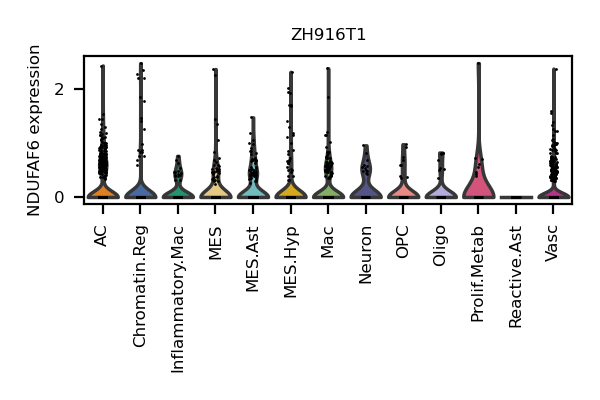 ZH916T1
NDUFAF6 expression
2
0
AC
Chromatin.Reg
Inflammatory.Mac
MES
MES.Ast
MES.Hyp
Mac
Neuron
OPC
Oligo
Prolif.Metab
Reactive.Ast
Vasc